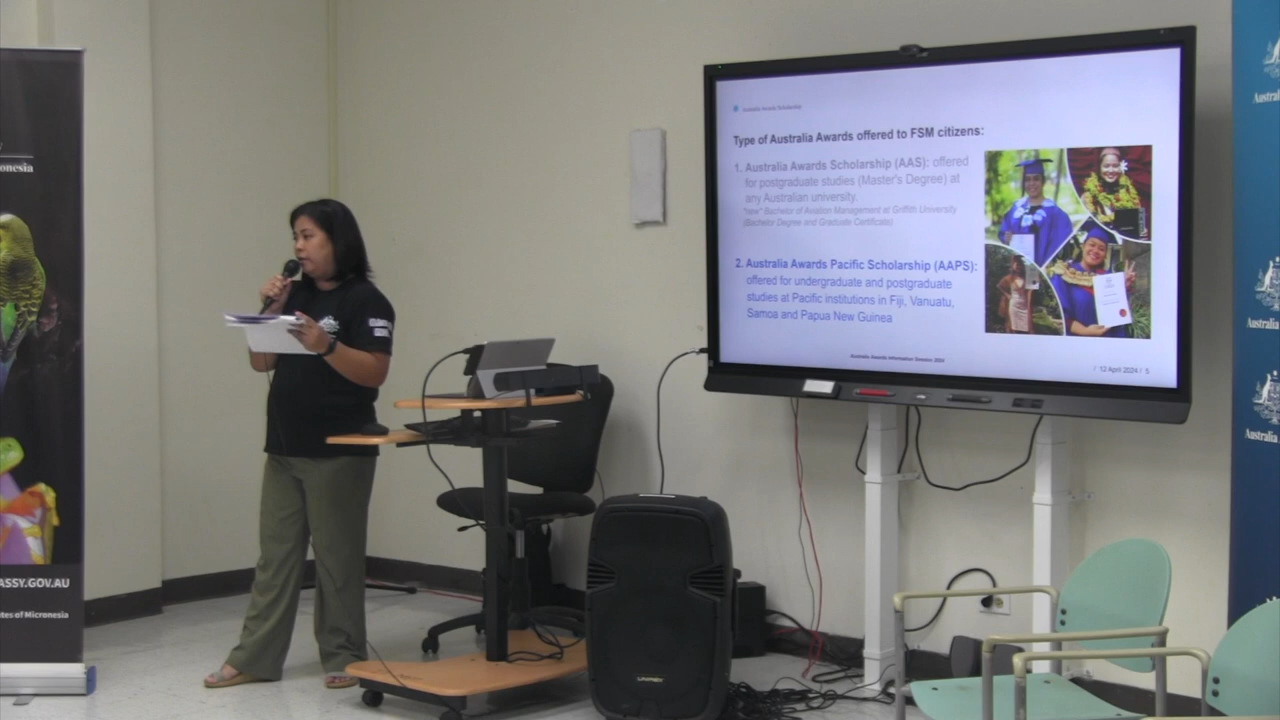 onesia
ASSY.GOV.AU
tes of Micronesia
Australia Awards Scholarship
Type of Australia Awards offered to FSM citizens:
1. Australia Awards Scholarship (AAS): offered
for postgraduate studies (Master's Degree) at
any Australian university.
*new* Bachelor of Aviation Management at Griffith University
(Bachelor Degree and Graduate Certificate)
2. Australia Awards Pacific Scholarship (AAPS):
offered for undergraduate and postgraduate
studies at Pacific institutions in Fiji, Vanuatu,
Samoa and Papua New Guinea
Australia Awards Information Session 2024
/ 12 April 2024 / 5
Austral
Australia
Australia